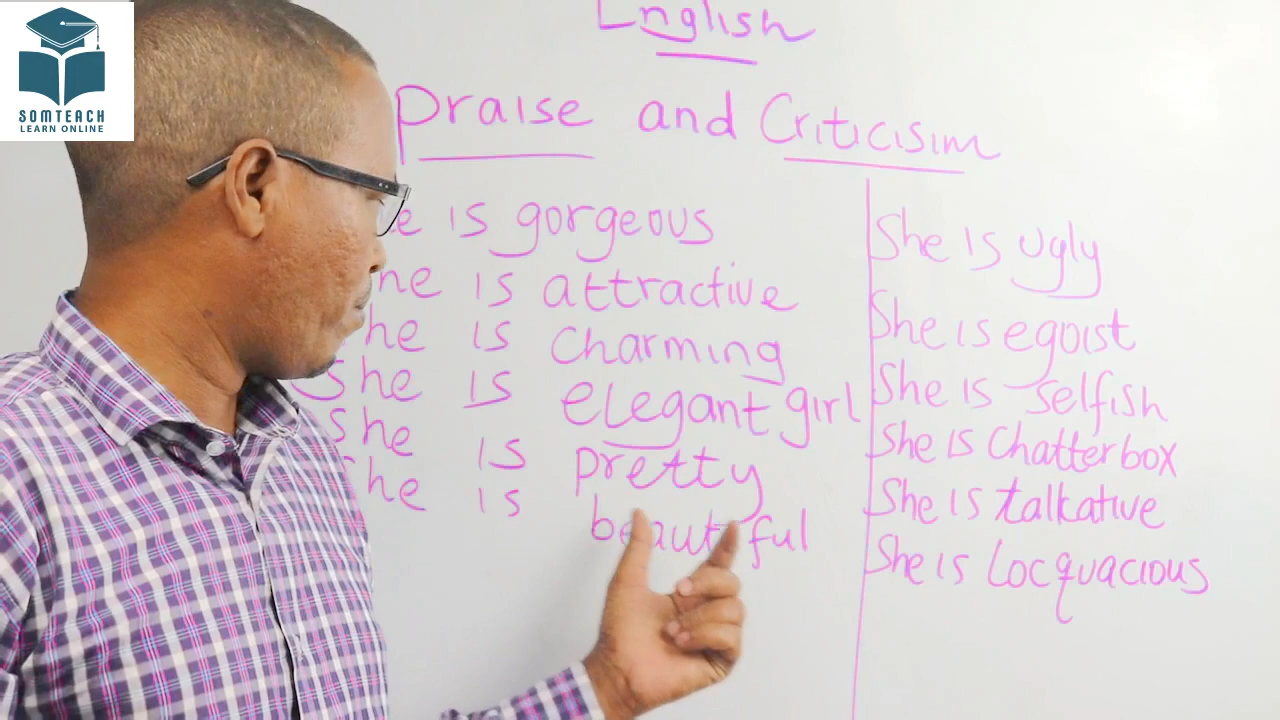 SOMTEACH
LEARN ONLINE
English
Praise and Criticisim
e is gorgeous
he is attractive
he is charming
She is elegant girl
She is pretty
She is beautiful
She is ugly
She is egoist
She is selfish
She is Chatterbox
She is talkative
She is Locquacious